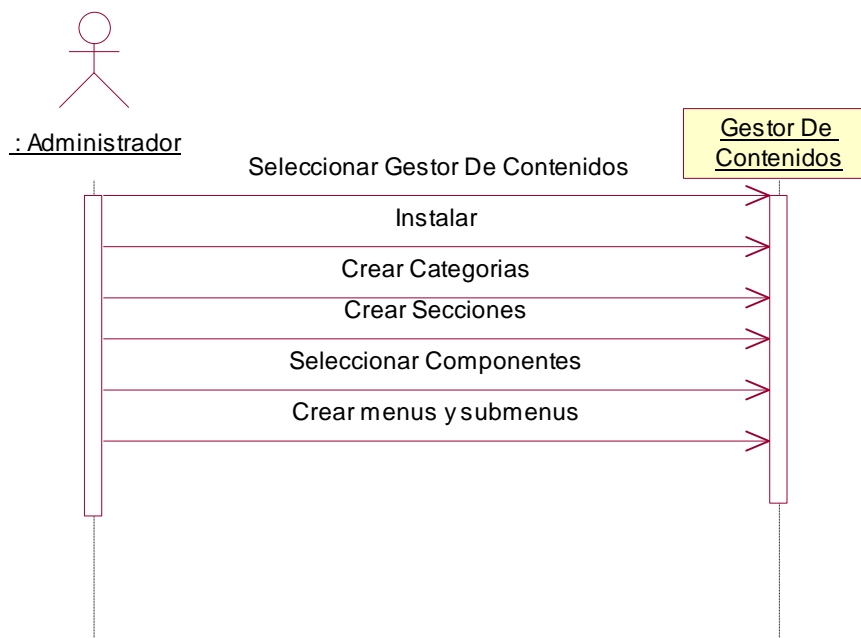 : Administrador
Gestor De
Contenidos
Seleccionar Gestor De Contenidos
Instalar
Crear Categorias
Crear Secciones
Seleccionar Componentes
Crear menus y submenus